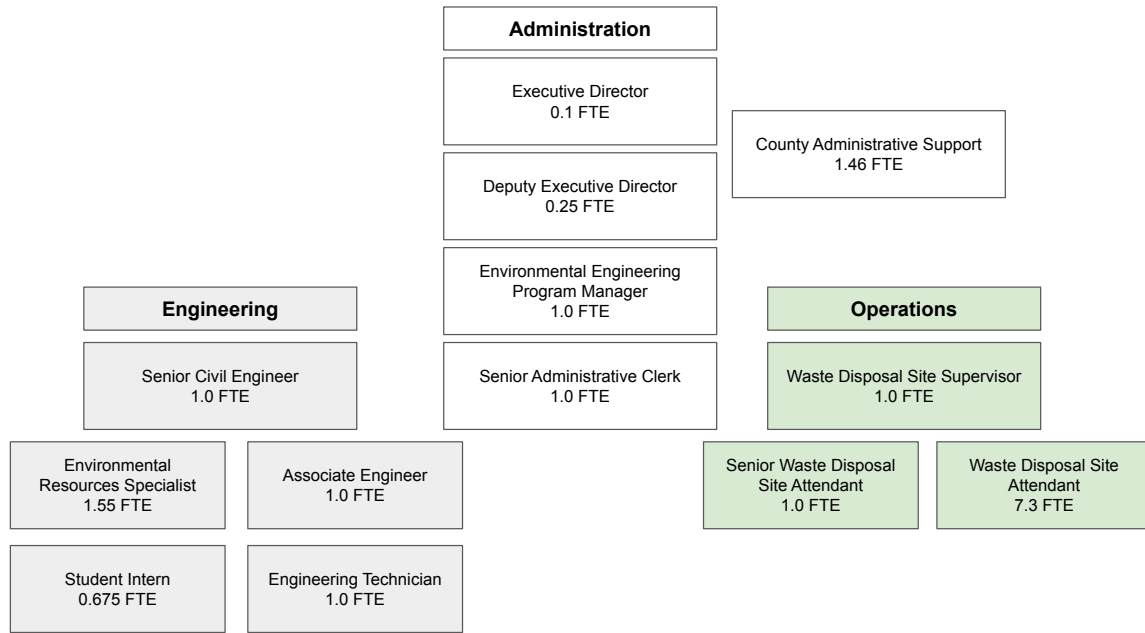 Administration
Executive Director
0.1 FTE
County Administrative Support
1.46 FTE
Deputy Executive Director
0.25 FTE
Environmental Engineering
Program Manager
1.0 FTE
Senior Administrative Clerk
1.0 FTE
Engineering
Senior Civil Engineer
1.0 FTE
Environmental
Resources Specialist
1.55 FTE
Associate Engineer
1.0 FTE
Student Intern
0.675 FTE
Engineering Technician
1.0 FTE
Operations
Waste Disposal Site Supervisor
1.0 FTE
Senior Waste Disposal
Site Attendant
1.0 FTE
Waste Disposal Site
Attendant
7.3 FTE